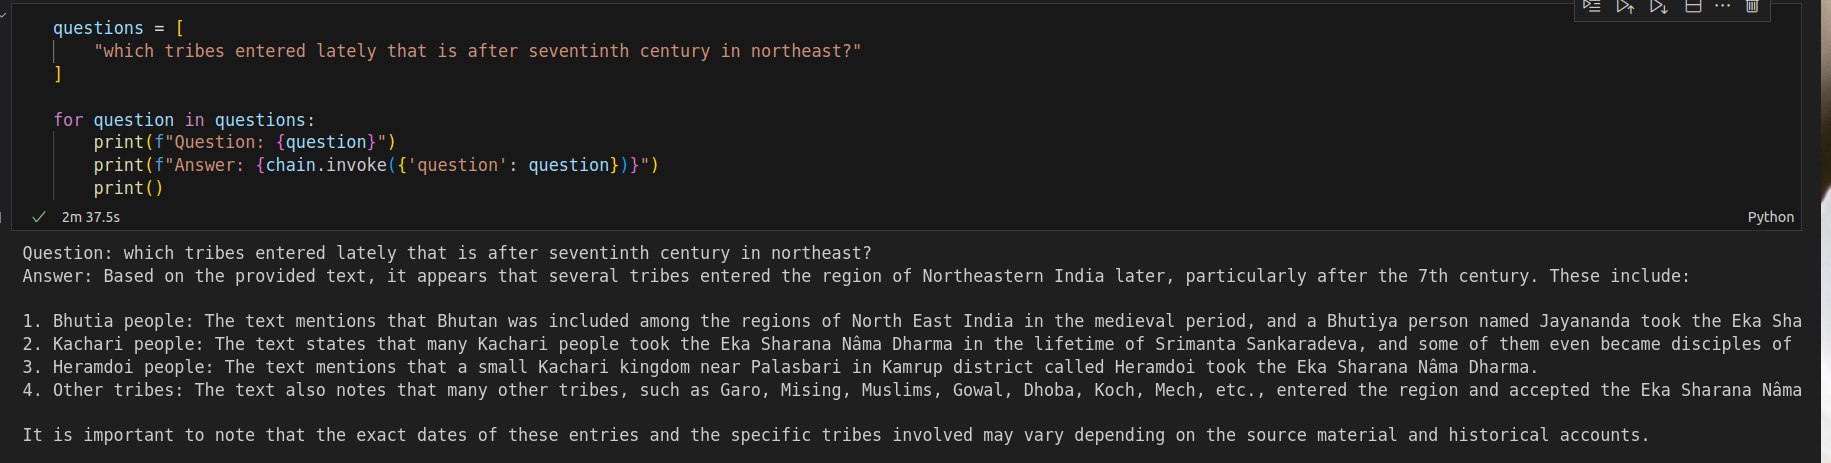 questions = [
    "which tribes entered lately that is after seventinth century in northeast?"
]
for question in questions:
    print(f"Question: {question}")
    print(f"Answer: {chain.invoke({'question': question})}")
    print()
2m 37.5s
Python
Question: which tribes entered lately that is after seventinth century in northeast?
Answer: Based on the provided text, it appears that several tribes entered the region of Northeastern India later, particularly after the 7th century. These include:
1. Bhutia people: The text mentions that Bhutan was included among the regions of North East India in the medieval period, and a Bhutiya person named Jayananda took the Eka Sha
2. Kachari people: The text states that many Kachari people took the Eka Sharana Nâma Dharma in the lifetime of Srimanta Sankaradeva, and some of them even became disciples of
3. Heramdoi people: The text mentions that a small Kachari kingdom near Palasbari in Kamrup district called Heramdoi took the Eka Sharana Nâma Dharma.
4. Other tribes: The text also notes that many other tribes, such as Garo, Mising, Muslims, Gowal, Dhoba, Koch, Mech, etc., entered the region and accepted the Eka Sharana Nâma
It is important to note that the exact dates of these entries and the specific tribes involved may vary depending on the source material and historical accounts.